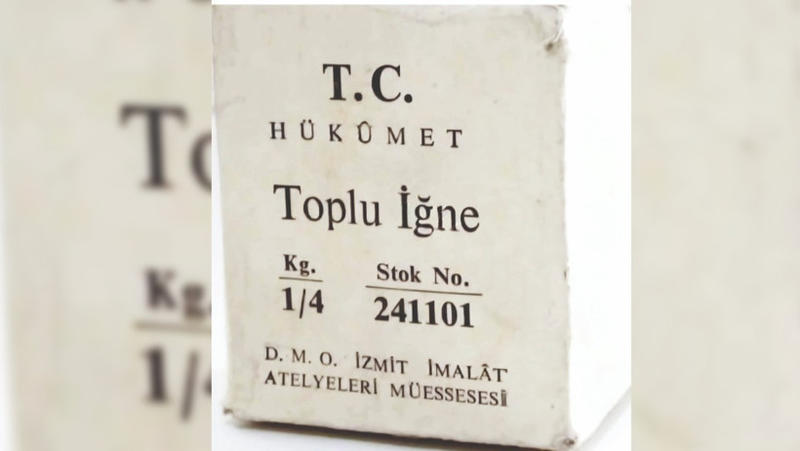 T.C.
HÜKÛMET
Toplu İğne
Kg. Stok No.
1/4 241101
D. M. O. İZMİT İMALÂT
ATELYELERİ MÜESSESESİ